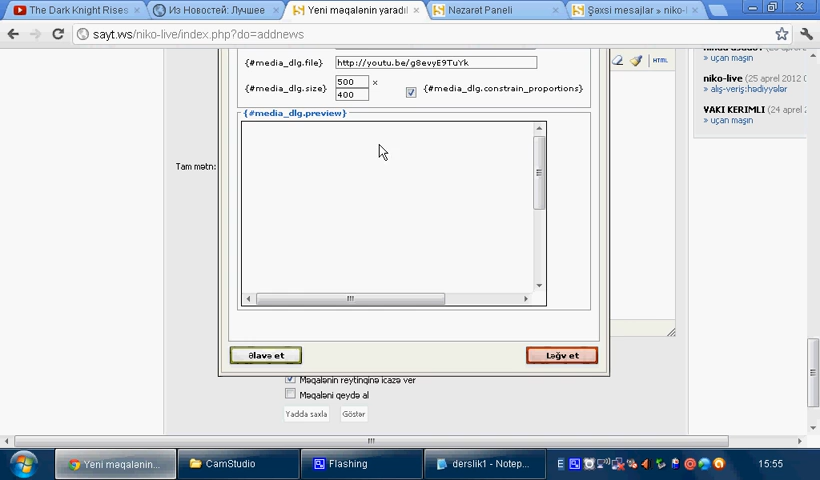 The Dark Knight Rises
Из Новостей: Лучшее
Yeni məqalənin yaradıl
Nəzarət Paneli
Şəxsi mesajlar » niko-l
sayt.ws/niko-live/index.php?do=addnews
{#media_dlg.file}
http://youtu.be/g8evyE9TuYk
HTML
» uçan maşın
{#media_dlg.size}
500
×
400
{#media_dlg.constrain_proportions}
niko-live (25 aprel 2012
» alış-veriş:hədiyyələr
{#media_dlg.preview}
VAKI KERIMLI (24 aprel 2
» uçan maşın
Tam mətn:
Əlavə et
Ləğv et
Məqalənin reytinqinə icazə ver
Məqaləni qeydə al
Yadda saxla
Göstər
Yeni məqalənin...
CamStudio
Flashing
derslik1 - Notep...
E
15:55